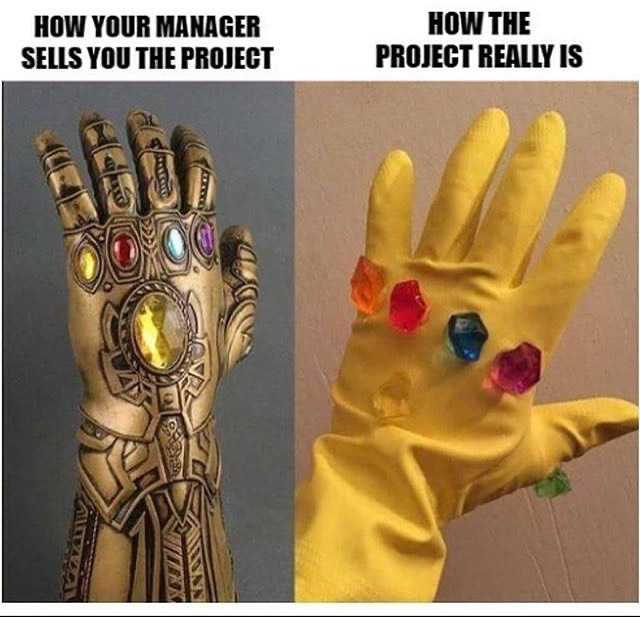 HOW YOUR MANAGER
SELLS YOU THE PROJECT
HOW THE
PROJECT REALLY IS